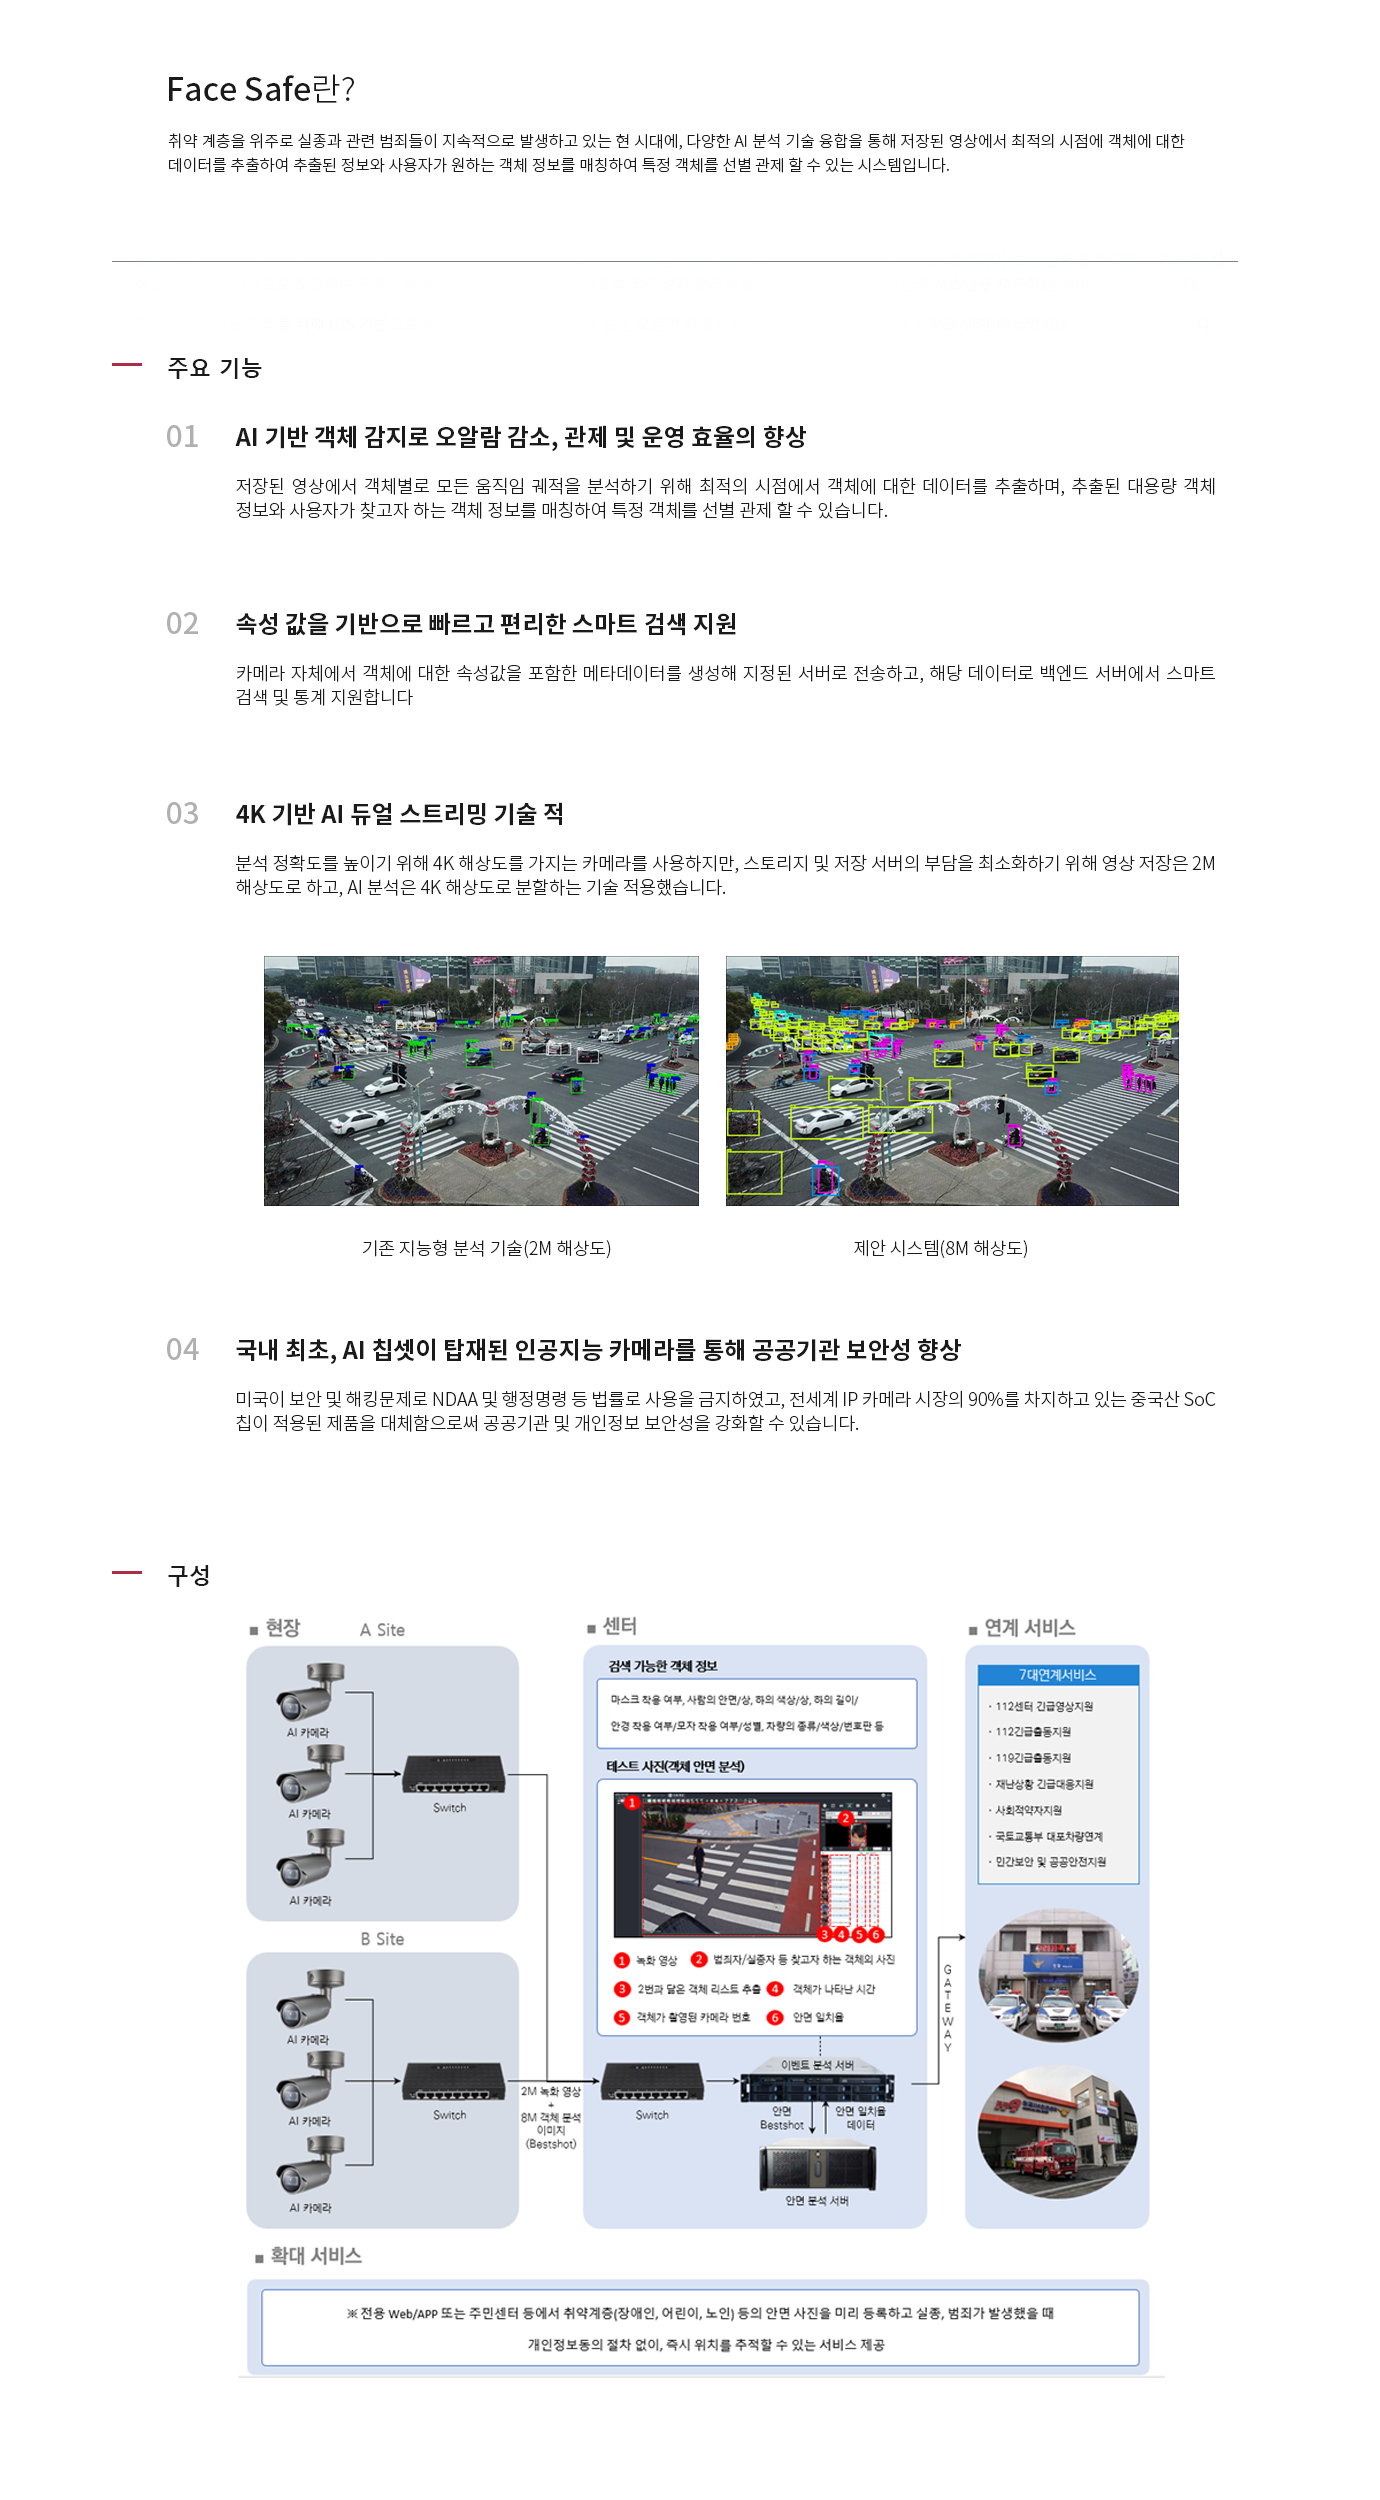 Face Safe란?
취약 계층을 위주로 실종과 관련 범죄들이 지속적으로 발생하고 있는 현 시대에, 다양한 AI 분석 기술 융합을 통해 저장된 영상에서 최적의 시점에 객체에 대한
데이터를 추출하여 추출된 정보와 사용자가 원하는 객체 정보를 매칭하여 특정 객체를 선별 관제 할 수 있는 시스템입니다.
주요 기능
01 AI 기반 객체 감지로 오알람 감소, 관제 및 운영 효율의 향상
저장된 영상에서 객체별로 모든 움직임 궤적을 분석하기 위해 최적의 시점에서 객체에 대한 데이터를 추출하며, 추출된 대용량 객체
정보와 사용자가 찾고자 하는 객체 정보를 매칭하여 특정 객체를 선별 관제 할 수 있습니다.
02 속성 값을 기반으로 빠르고 편리한 스마트 검색 지원
카메라 자체에서 객체에 대한 속성값을 포함한 메타데이터를 생성해 지정된 서버로 전송하고, 해당 데이터로 백엔드 서버에서 스마트
검색 및 통계 지원합니다
03 4K 기반 AI 듀얼 스트리밍 기술 적
분석 정확도를 높이기 위해 4K 해상도를 가지는 카메라를 사용하지만, 스토리지 및 저장 서버의 부담을 최소화하기 위해 영상 저장은 2M
해상도로 하고, AI 분석은 4K 해상도로 분할하는 기술 적용했습니다.
기존 지능형 분석 기술(2M 해상도)
제안 시스템(8M 해상도)
04 국내 최초, AI 칩셋이 탑재된 인공지능 카메라를 통해 공공기관 보안성 향상
미국이 보안 및 해킹문제로 NDAA 및 행정명령 등 법률로 사용을 금지하였고, 전세계 IP 카메라 시장의 90%를 차지하고 있는 중국산 SoC
칩이 적용된 제품을 대체함으로써 공공기관 및 개인정보 보안성을 강화할 수 있습니다.
구성
■ 현장
A Site
AI 카메라
AI 카메라
AI 카메라
Switch
B Site
AI 카메라
AI 카메라
AI 카메라
Switch
2M 녹화 영상
+
8M 객체 분석
이미지
(Bestshot)
■ 센터
검색 가능한 객체 정보
마스크 착용 여부, 사람의 안면/상, 하의 색상/상, 하의 길이/
안경 착용 여부/모자 착용 여부/성별, 차량의 종류/색상/번호판 등
테스트 사진(객체 안면 분석)
1
2
3 4 5 6
1 녹화 영상 2 범죄자/실종자 등 찾고자 하는 객체의 사진
3 2번과 닮은 객체 리스트 추출 4 객체가 나타난 시간
5 객체가 촬영된 카메라 번호 6 안면 일치율
Switch
이벤트 분석 서버
안면
Bestshot
안면 일치율
데이터
안면 분석 서버
GATEWAY
■ 연계 서비스
7대연계서비스
· 112센터 긴급영상지원
· 112긴급출동지원
· 119긴급출동지원
· 재난상황 긴급대응지원
· 사회적약자지원
· 국토교통부 대포차량연계
· 민간보안 및 공공안전지원
119
■ 확대 서비스
※ 전용 Web/APP 또는 주민센터 등에서 취약계층(장애인, 어린이, 노인) 등의 안면 사진을 미리 등록하고 실종, 범죄가 발생했을 때
개인정보동의 절차 없이, 즉시 위치를 추적할 수 있는 서비스 제공